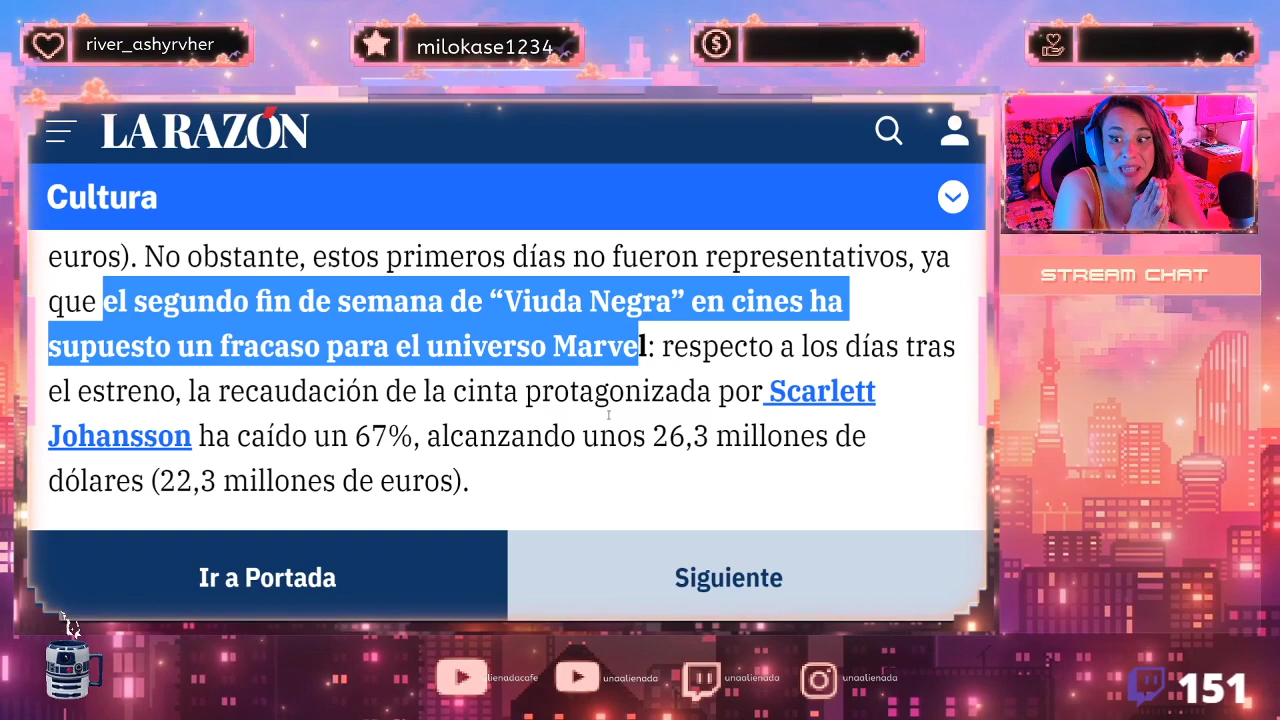 river_ashyrvher
milokase1234
LA RAZÓN
Cultura
STREAM CHAT
euros). No obstante, estos primeros días no fueron representativos, ya
que el segundo fin de semana de “Viuda Negra” en cines ha
supuesto un fracaso para el universo Marvel: respecto a los días tras
el estreno, la recaudación de la cinta protagonizada por Scarlett
Johansson ha caído un 67%, alcanzando unos 26,3 millones de
dólares (22,3 millones de euros).
Ir a Portada
Siguiente
lienadacafe
unaalienada
unaalienada
unaalienada
151